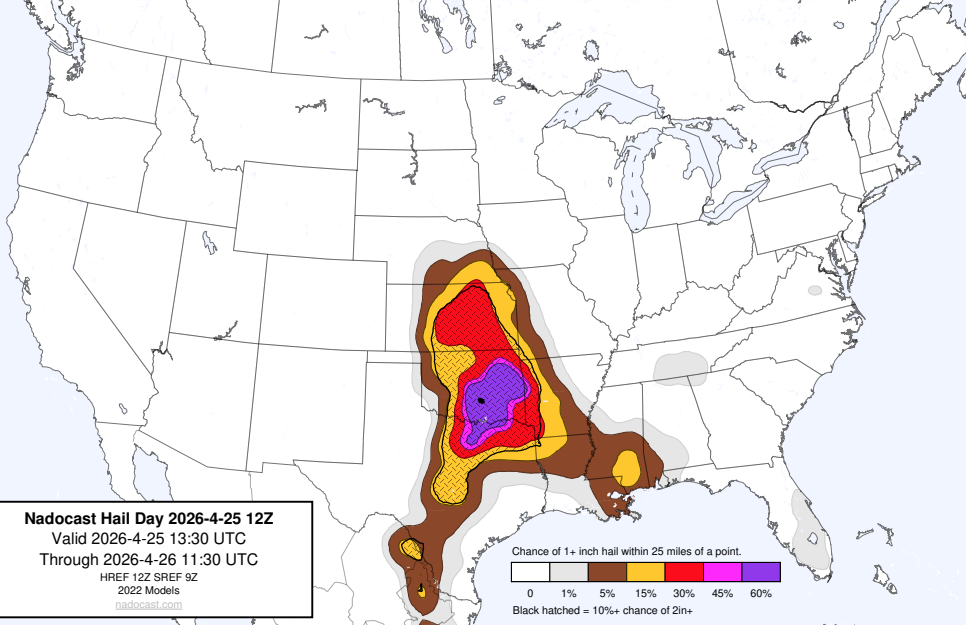 Nadocast Hail Day 2026-4-25 12Z
Valid 2026-4-25 13:30 UTC
Through 2026-4-26 11:30 UTC
HREF 12Z SREF 9Z
2022 Models
nadocast.com
Chance of 1+ inch hail within 25 miles of a point.
0 1% 5% 15% 30% 45% 60%
Black hatched = 10%+ chance of 2in+